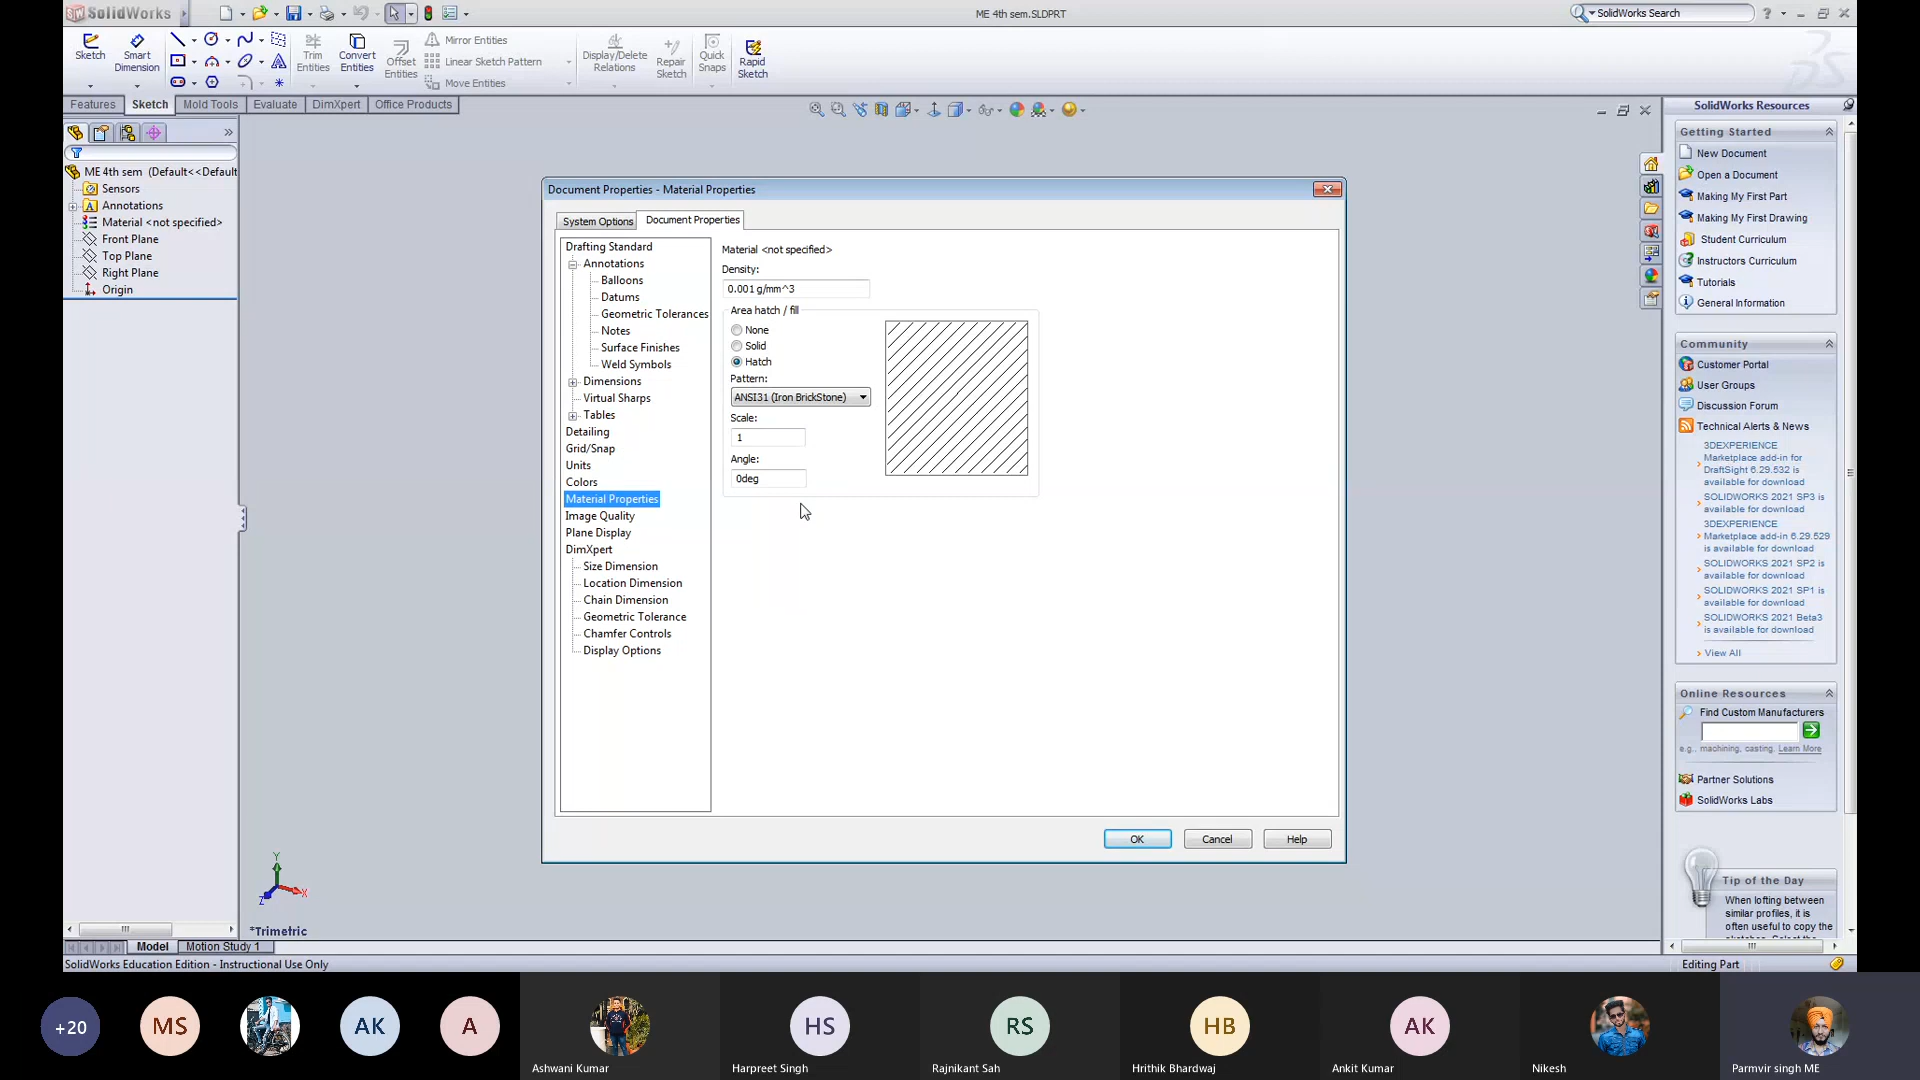 SolidWorks
ME 4th sem.SLDPRT
SolidWorks Search
Sketch
Smart Dimension
Trim Entities
Convert Entities
Offset Entities
Mirror Entities
Linear Sketch Pattern
Move Entities
Display/Delete Relations
Repair Sketch
Quick Snaps
Rapid Sketch
Features
Sketch
Mold Tools
Evaluate
DimXpert
Office Products
ME 4th sem (Default<<Default
Sensors
Annotations
Material <not specified>
Front Plane
Top Plane
Right Plane
Origin
Document Properties - Material Properties
System Options
Document Properties
Drafting Standard
Annotations
Balloons
Datums
Geometric Tolerances
Notes
Surface Finishes
Weld Symbols
Dimensions
Virtual Sharps
Tables
Detailing
Grid/Snap
Units
Colors
Material Properties
Image Quality
Plane Display
DimXpert
Size Dimension
Location Dimension
Chain Dimension
Geometric Tolerance
Chamfer Controls
Display Options
Material <not specified>
Density:
0.001 g/mm^3
Area hatch / fill
None
Solid
Hatch
Pattern:
ANSI31 (Iron BrickStone)
Scale:
1
Angle:
0deg
OK
Cancel
Help
SolidWorks Resources
Getting Started
New Document
Open a Document
Making My First Part
Making My First Drawing
Student Curriculum
Instructors Curriculum
Tutorials
General Information
Community
Customer Portal
User Groups
Discussion Forum
Technical Alerts & News
3DEXPERIENCE
Marketplace add-in for
DraftSight 6.29.532 is
available for download
SOLIDWORKS 2021 SP3 is
available for download
3DEXPERIENCE
Marketplace add-in 6.29.529
is available for download
SOLIDWORKS 2021 SP2 is
available for download
SOLIDWORKS 2021 SP1 is
available for download
SOLIDWORKS 2021 Beta3
is available for download
View All
Online Resources
Find Custom Manufacturers
e.g., machining, casting. Learn More
Partner Solutions
SolidWorks Labs
Tip of the Day
When lofting between
similar profiles, it is
often useful to copy the
Y
X
Z
*Trimetric
Model
Motion Study 1
SolidWorks Education Edition - Instructional Use Only
Editing Part
+20
MS
AK
A
HS
RS
HB
AK
Ashwani Kumar
Harpreet Singh
Rajnikant Sah
Hrithik Bhardwaj
Ankit Kumar
Nikesh
Parmvir singh ME